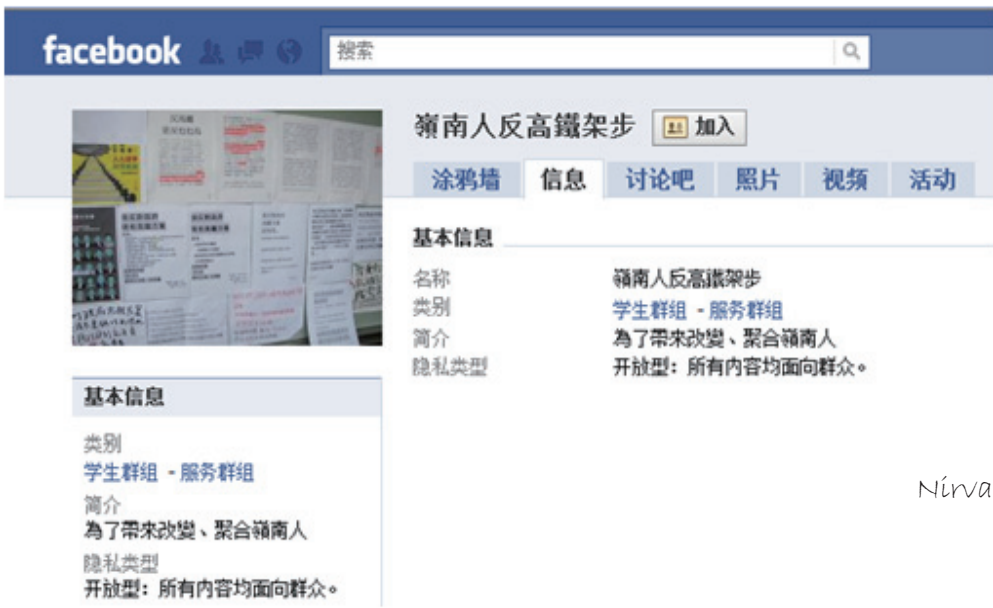 facebook
搜索
嶺南人反高鐵架步 加入
涂鸦墙 信息 讨论吧 照片 视频 活动
基本信息
名称 嶺南人反高鐵架步
类别 学生群组 - 服务群组
简介 為了帶來改變、聚合嶺南人
隐私类型 开放型：所有内容均面向群众。
基本信息
类别
学生群组 - 服务群组
简介
為了帶來改變、聚合嶺南人
隐私类型
开放型：所有内容均面向群众。
Nirva